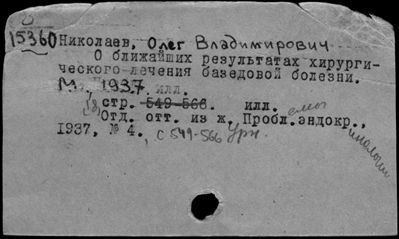 15360 Николаев, Олег Владимирович
О ближайших результатах хирурги-
ческого лечения базедовой болезни.
М. 1937. илл.
18 стр. 549-566. илл.
Отд. отт. из ж. Пробл. эндокр.,
1937, № 4. с 549-566